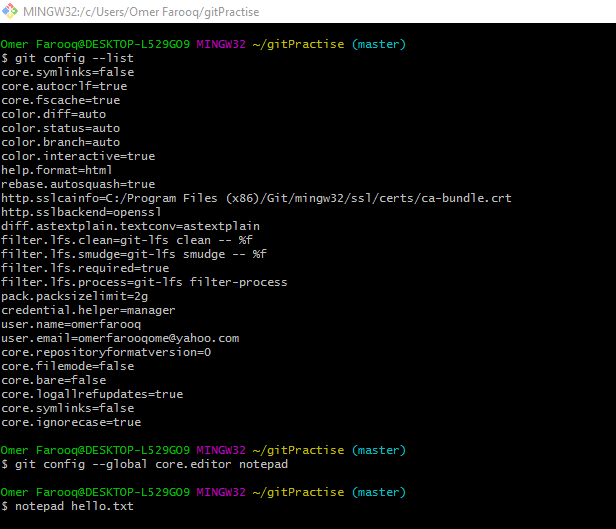 MINGW32:/c/Users/Omer Farooq/gitPractise
Omer Farooq@DESKTOP-L529GO9 MINGW32 ~/gitPractise (master)
$ git config --list
core.symlinks=false
core.autocrlf=true
core.fscache=true
color.diff=auto
color.status=auto
color.branch=auto
color.interactive=true
help.format=html
rebase.autosquash=true
http.sslcainfo=C:/Program Files (x86)/Git/mingw32/ssl/certs/ca-bundle.crt
http.sslbackend=openssl
diff.astextplain.textconv=astextplain
filter.lfs.clean=git-lfs clean -- %f
filter.lfs.smudge=git-lfs smudge -- %f
filter.lfs.required=true
filter.lfs.process=git-lfs filter-process
pack.packsizelimit=2g
credential.helper=manager
user.name=omerfarooq
user.email=omerfarooqome@yahoo.com
core.repositoryformatversion=0
core.filemode=false
core.bare=false
core.logallrefupdates=true
core.symlinks=false
core.ignorecase=true
Omer Farooq@DESKTOP-L529GO9 MINGW32 ~/gitPractise (master)
$ git config --global core.editor notepad
Omer Farooq@DESKTOP-L529GO9 MINGW32 ~/gitPractise (master)
$ notepad hello.txt